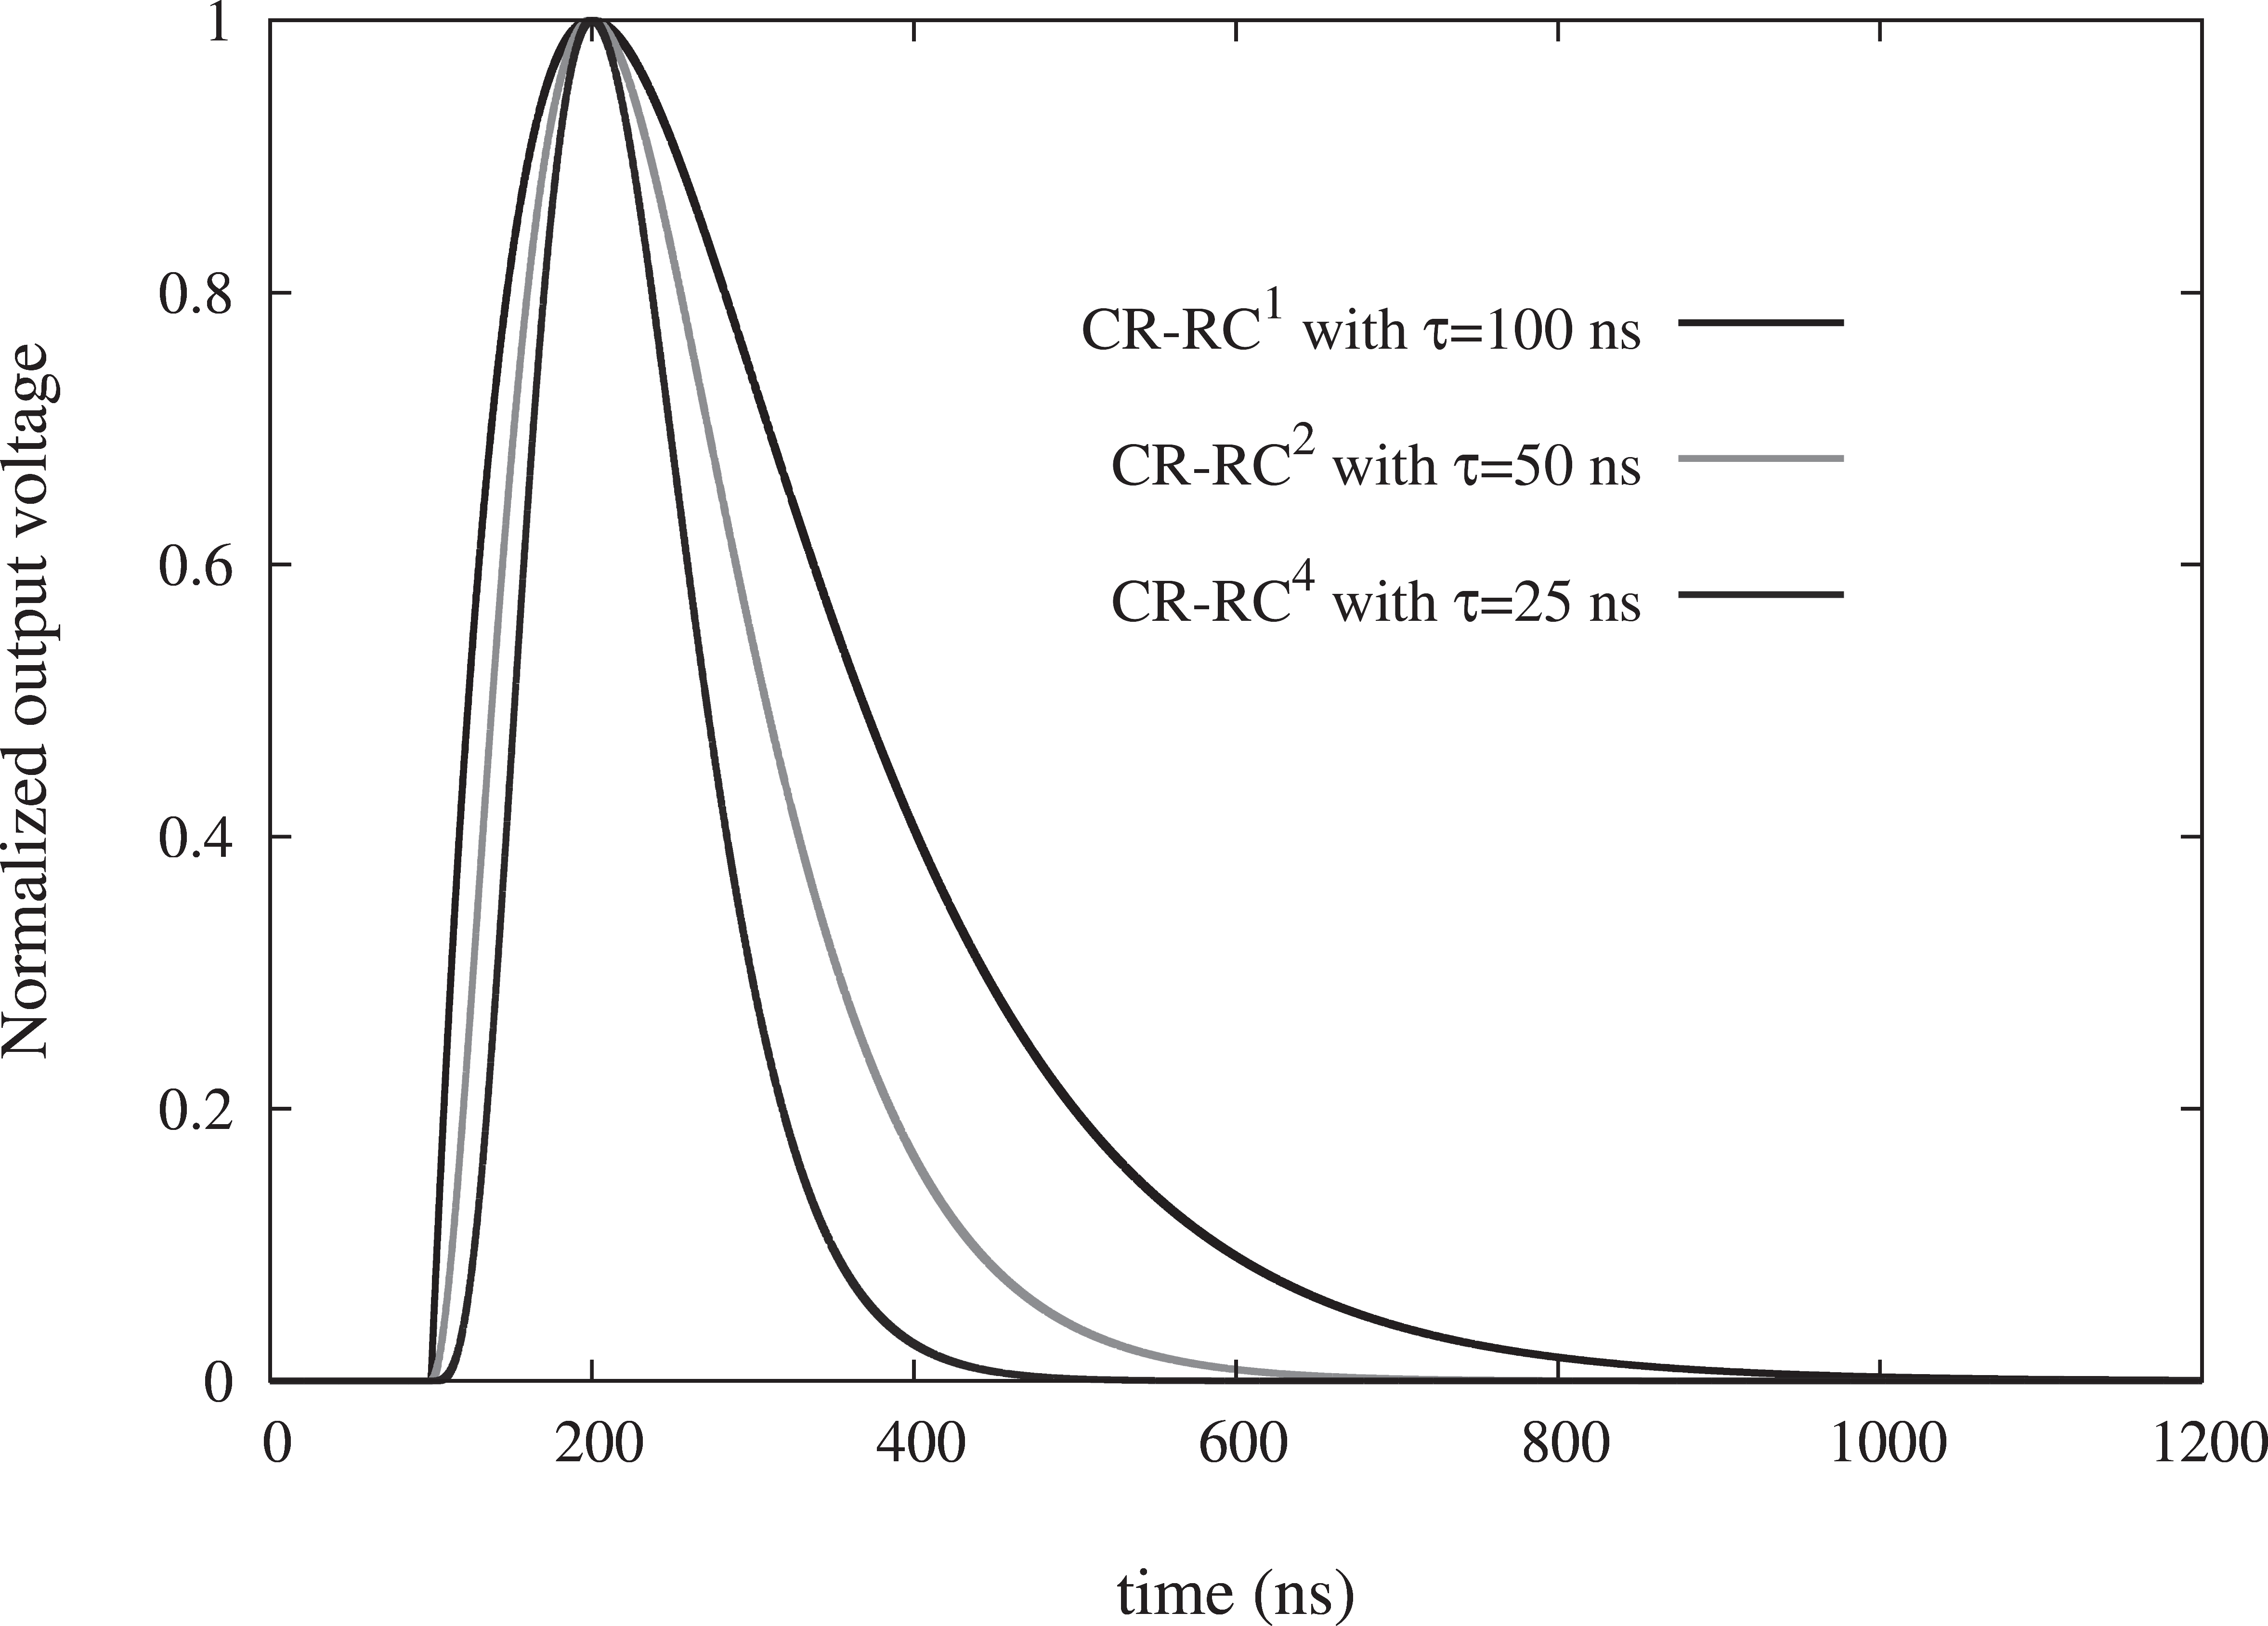 Normalized output voltage
1
0.8
0.6
0.4
0.2
0
CR-RC¹ with τ=100 ns
CR-RC² with τ=50 ns
CR-RC⁴ with τ=25 ns
0 200 400 600 800 1000 1200
time (ns)